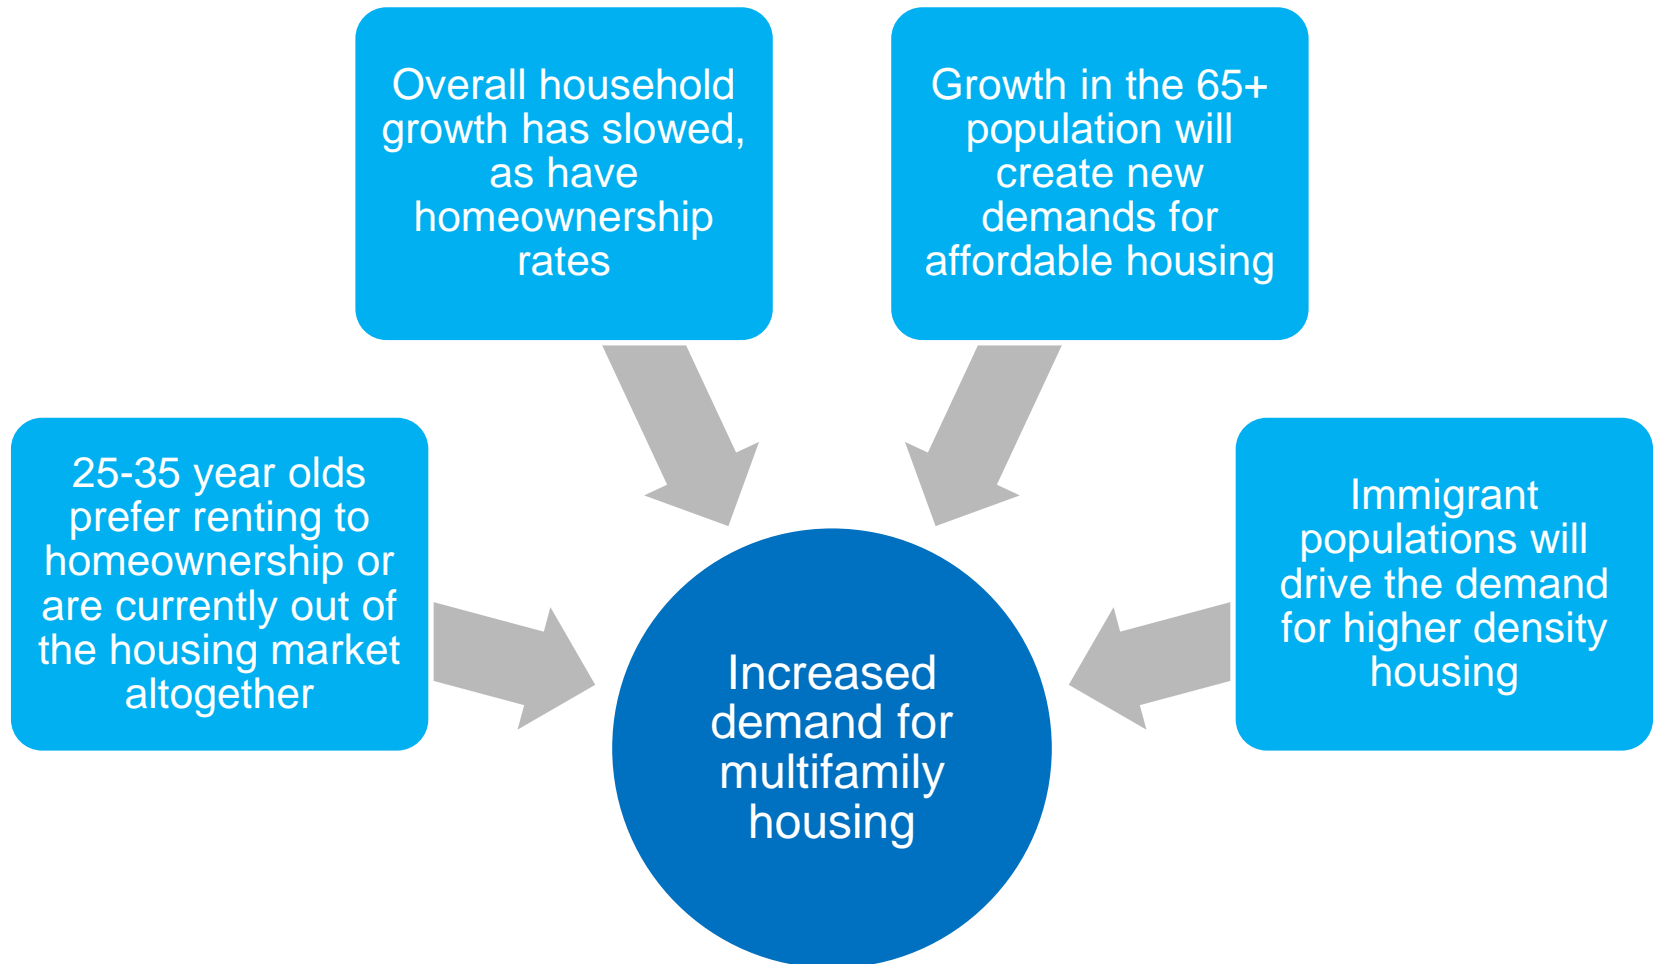 Overall household
growth has slowed,
as have
homeownership
rates
Growth in the 65+
population will
create new
demands for
affordable housing
25-35 year olds
prefer renting to
homeownership or
are currently out of
the housing market
altogether
Immigrant
populations will
drive the demand
for higher density
housing
Increased
demand for
multifamily
housing